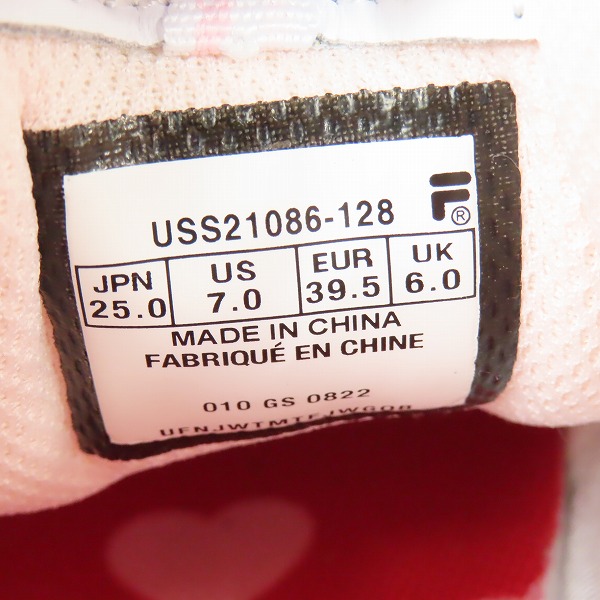 USS21086-128
JPN US EUR UK
25.0 7.0 39.5 6.0
MADE IN CHINA
FABRIQUÉ EN CHINE
010 GS 0822